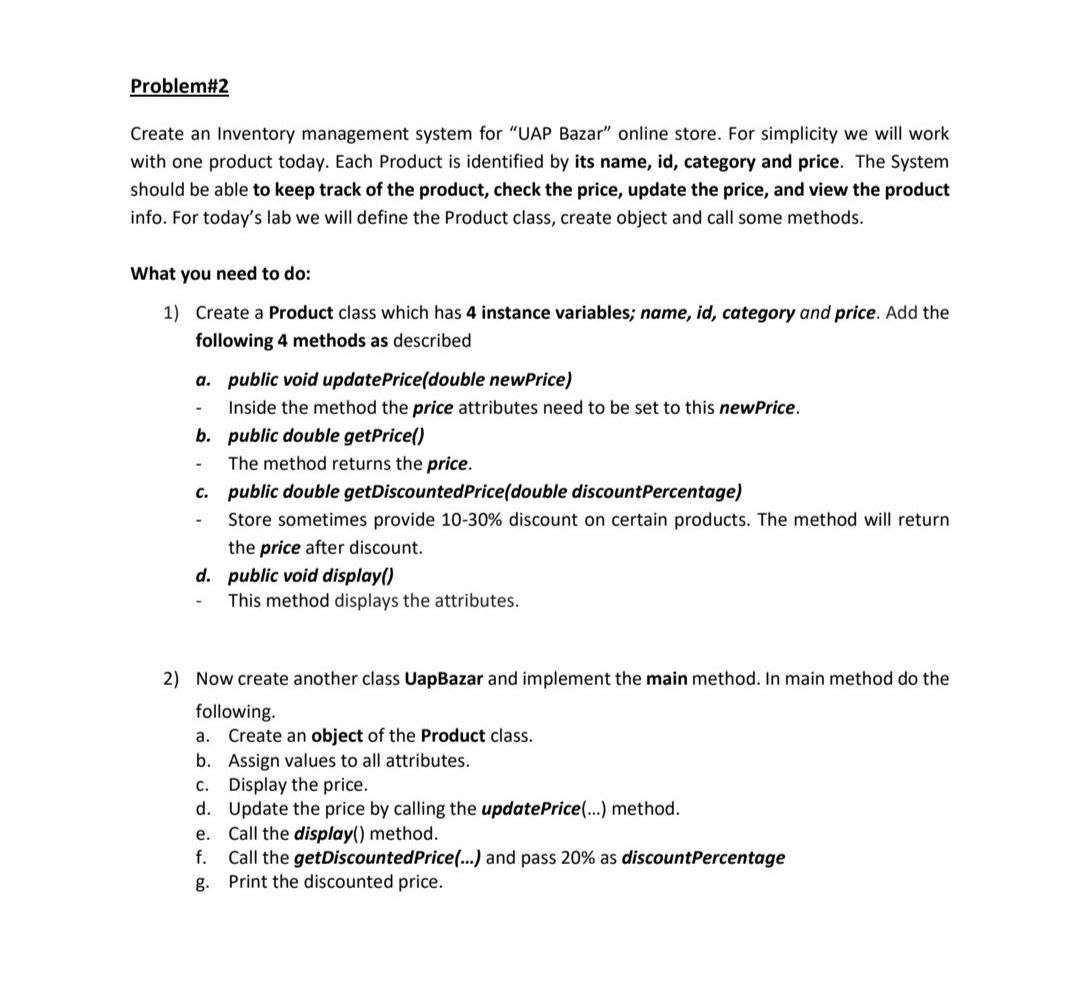 Problem#2
Create an Inventory management system for “UAP Bazar” online store. For simplicity we will work
with one product today. Each Product is identified by its name, id, category and price. The System
should be able to keep track of the product, check the price, update the price, and view the product
info. For today’s lab we will define the Product class, create object and call some methods.
What you need to do:
1) Create a Product class which has 4 instance variables; name, id, category and price. Add the
following 4 methods as described
a. public void updatePrice(double newPrice)
- Inside the method the price attributes need to be set to this newPrice.
b. public double getPrice()
- The method returns the price.
c. public double getDiscountedPrice(double discountPercentage)
- Store sometimes provide 10-30% discount on certain products. The method will return
the price after discount.
d. public void display()
- This method displays the attributes.
2) Now create another class UapBazar and implement the main method. In main method do the
following.
a. Create an object of the Product class.
b. Assign values to all attributes.
c. Display the price.
d. Update the price by calling the updatePrice(...) method.
e. Call the display() method.
f. Call the getDiscountedPrice(...) and pass 20% as discountPercentage
g. Print the discounted price.